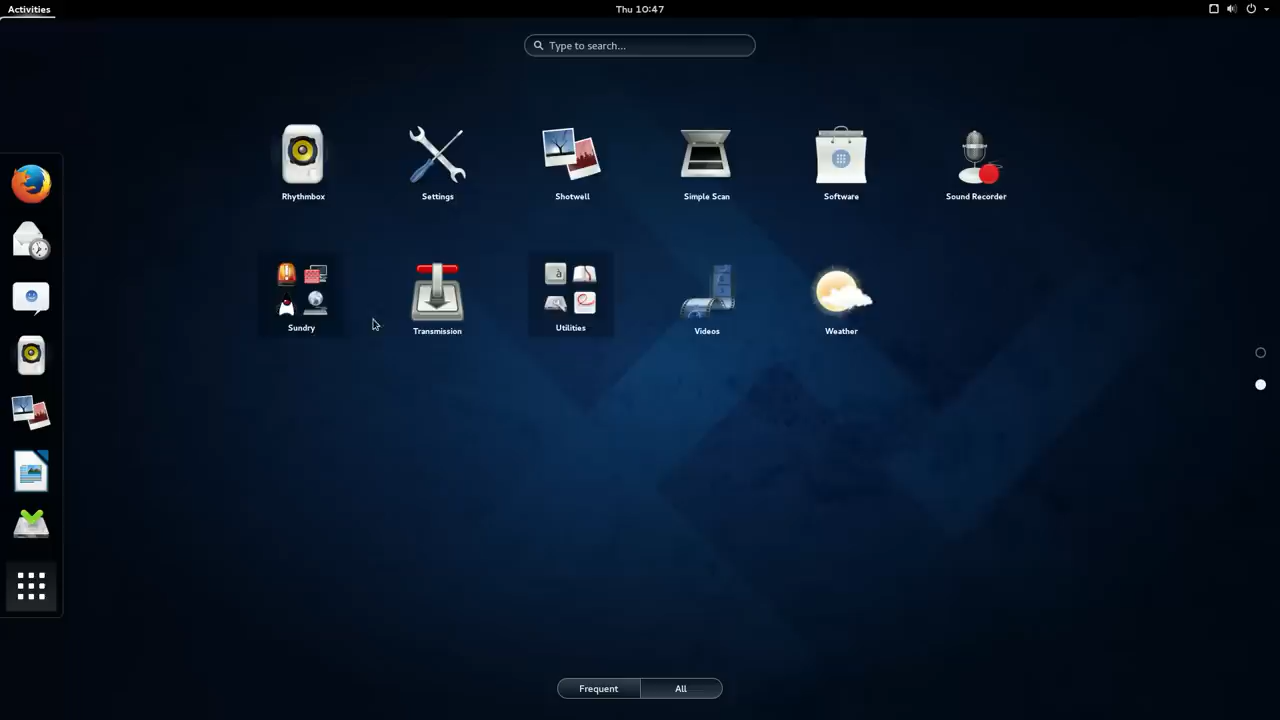 Activities
Thu 10:47
Type to search...
Rhythmbox
Settings
Shotwell
Simple Scan
Software
Sound Recorder
Sundry
Transmission
Utilities
Videos
Weather
Frequent
All